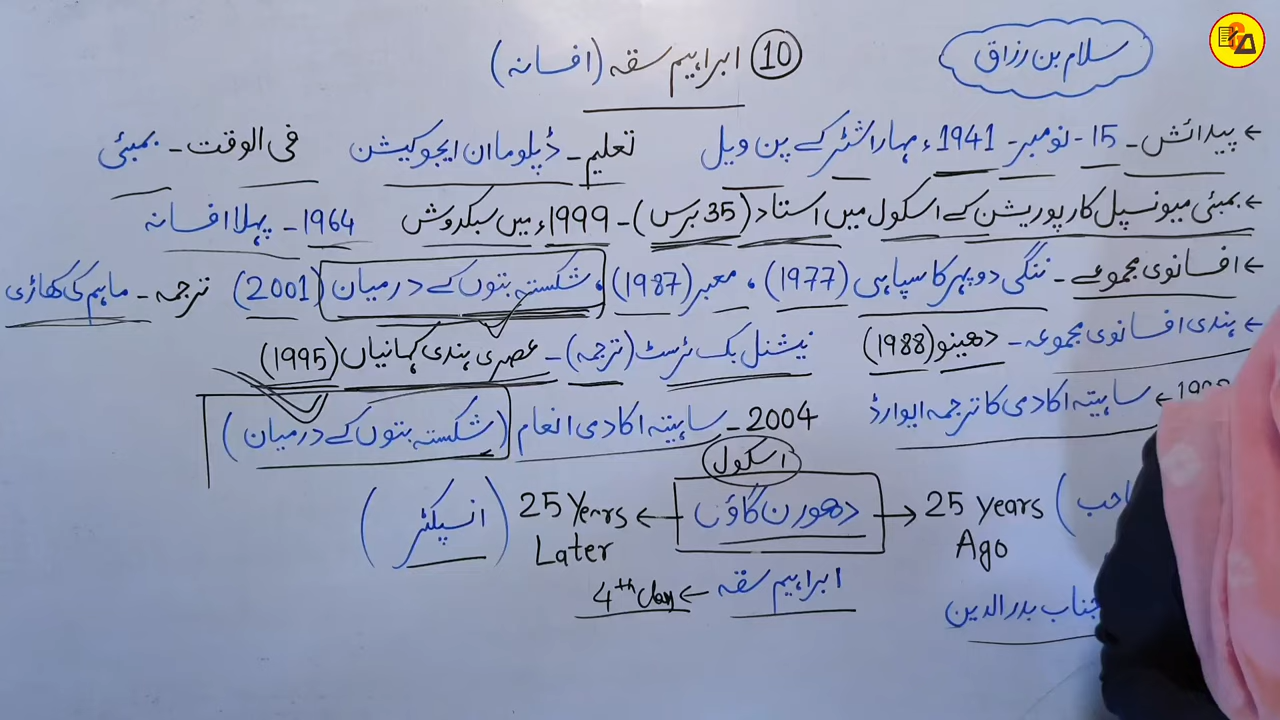 سلام بن رزاق
10 ابراہیم سقہ (افسانہ)
← پیدائش - 15 - نومبر - 1941ء مہاراشٹر کے پن ویل تعلیم - ڈپلوما ان ایجوکیشن فی الوقت - بمبئی
← بمبئی میونسپل کارپوریشن کے اسکول میں استاد (35 برس) - 1999ء میں سبکدوش 1964 - پہلا افسانہ
← افسانوی مجموعے - ننگی دوپہر کا سپاہی (1977)، معبر (1987)، شکستہ بتوں کے درمیان (2001) ترجمہ - ماہم کی کھاڑی
← ہندی افسانوی مجموعہ - دھینو (1988) نیشنل بک ٹرسٹ (ترجمہ) - عصری ہندی کہانیاں (1995)
← ساہتیہ اکادمی کا ترجمہ ایوارڈ 2004 - ساہتیہ اکادمی انعام (شکستہ بتوں کے درمیان)
اسکول
احب) 25 years Ago ← دھورن گاؤں → 25 Years Later (انسپکٹر)
ابراہیم سقہ ← 4th Class
جناب بدرالدین